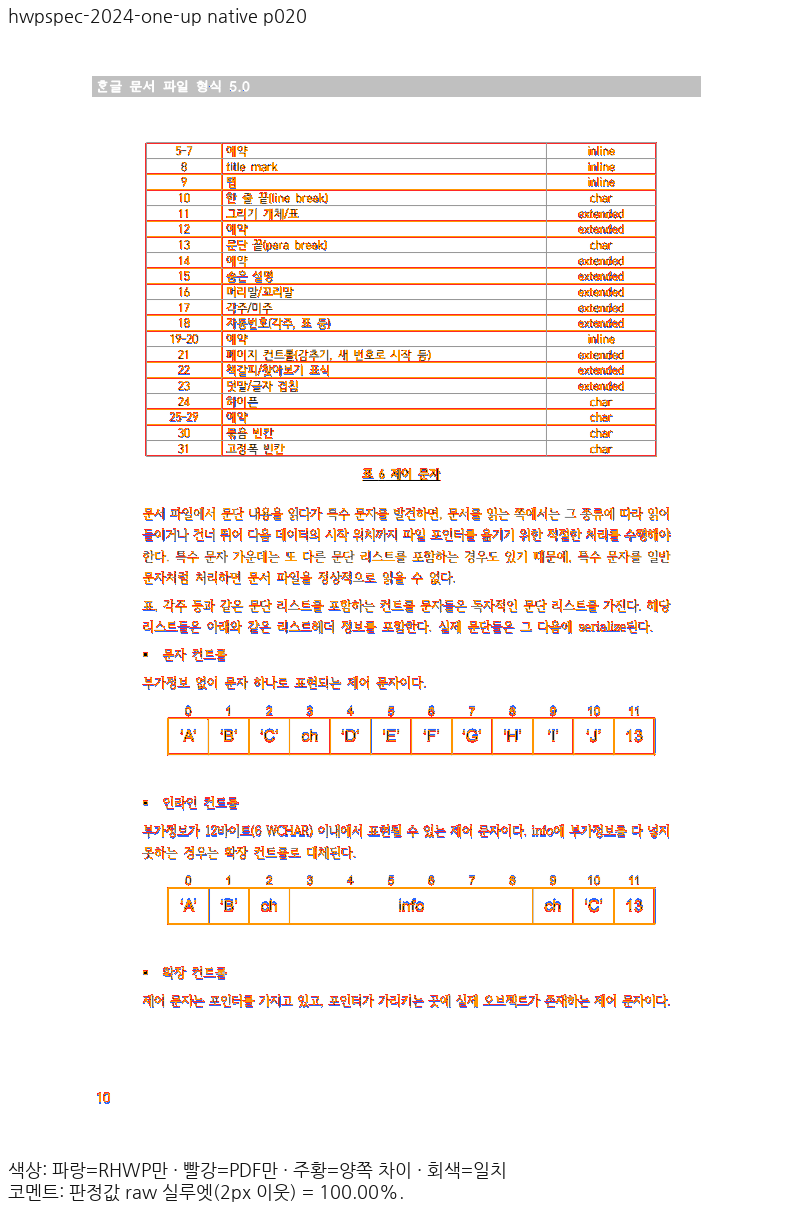 hwpspec-2024-one-up native p020
흔글 문서 파일 형식 5.0
5-7 예약 inline
8 title mark inline
9 탭 inline
10 한 줄 끝(line break) char
11 그리기 개체/표 extended
12 예약 extended
13 문단 끝(para break) char
14 예약 extended
15 숨은 설명 extended
16 머리말/꼬리말 extended
17 각주/미주 extended
18 자동번호(각주, 표 등) extended
19-20 예약 inline
21 페이지 컨트롤(감추기, 새 번호로 시작 등) extended
22 책갈피/찾아보기 표식 extended
23 덧말/글자 겹침 extended
24 하이픈 char
25-29 예약 char
30 묶음 빈칸 char
31 고정폭 빈칸 char
표 6 제어 문자
문서 파일에서 문단 내용을 읽다가 특수 문자를 발견하면, 문서를 읽는 쪽에서는 그 종류에 따라 읽어
들이거나 건너 뛰어 다음 데이터의 시작 위치까지 파일 포인터를 옮기기 위한 적절한 처리를 수행해야
한다. 특수 문자 가운데는 또 다른 문단 리스트를 포함하는 경우도 있기 때문에, 특수 문자를 일반
문자처럼 처리하면 문서 파일을 정상적으로 읽을 수 없다.
표, 각주 등과 같은 문단 리스트를 포함하는 컨트롤 문자들은 독자적인 문단 리스트를 가진다. 해당
리스트들은 아래와 같은 리스트헤더 정보를 포함한다. 실제 문단들은 그 다음에 serialize된다.
▪ 문자 컨트롤
부가정보 없이 문자 하나로 표현되는 제어 문자이다.
0 1 2 3 4 5 6 7 8 9 10 11
‘A’ ‘B’ ‘C’ ch ‘D’ ‘E’ ‘F’ ‘G’ ‘H’ ‘I’ ‘J’ 13
▪ 인라인 컨트롤
부가정보가 12바이트(6 WCHAR) 이내에서 표현될 수 있는 제어 문자이다. info에 부가정보를 다 넣지
못하는 경우는 확장 컨트롤로 대체된다.
0 1 2 3 4 5 6 7 8 9 10 11
‘A’ ‘B’ ch info ch ‘C’ 13
▪ 확장 컨트롤
제어 문자는 포인터를 가지고 있고, 포인터가 가리키는 곳에 실제 오브젝트가 존재하는 제어 문자이다.
10
색상: 파랑=RHWP만 · 빨강=PDF만 · 주황=양쪽 차이 · 회색=일치
코멘트: 판정값 raw 실루엣(2px 이웃) = 100.00%.